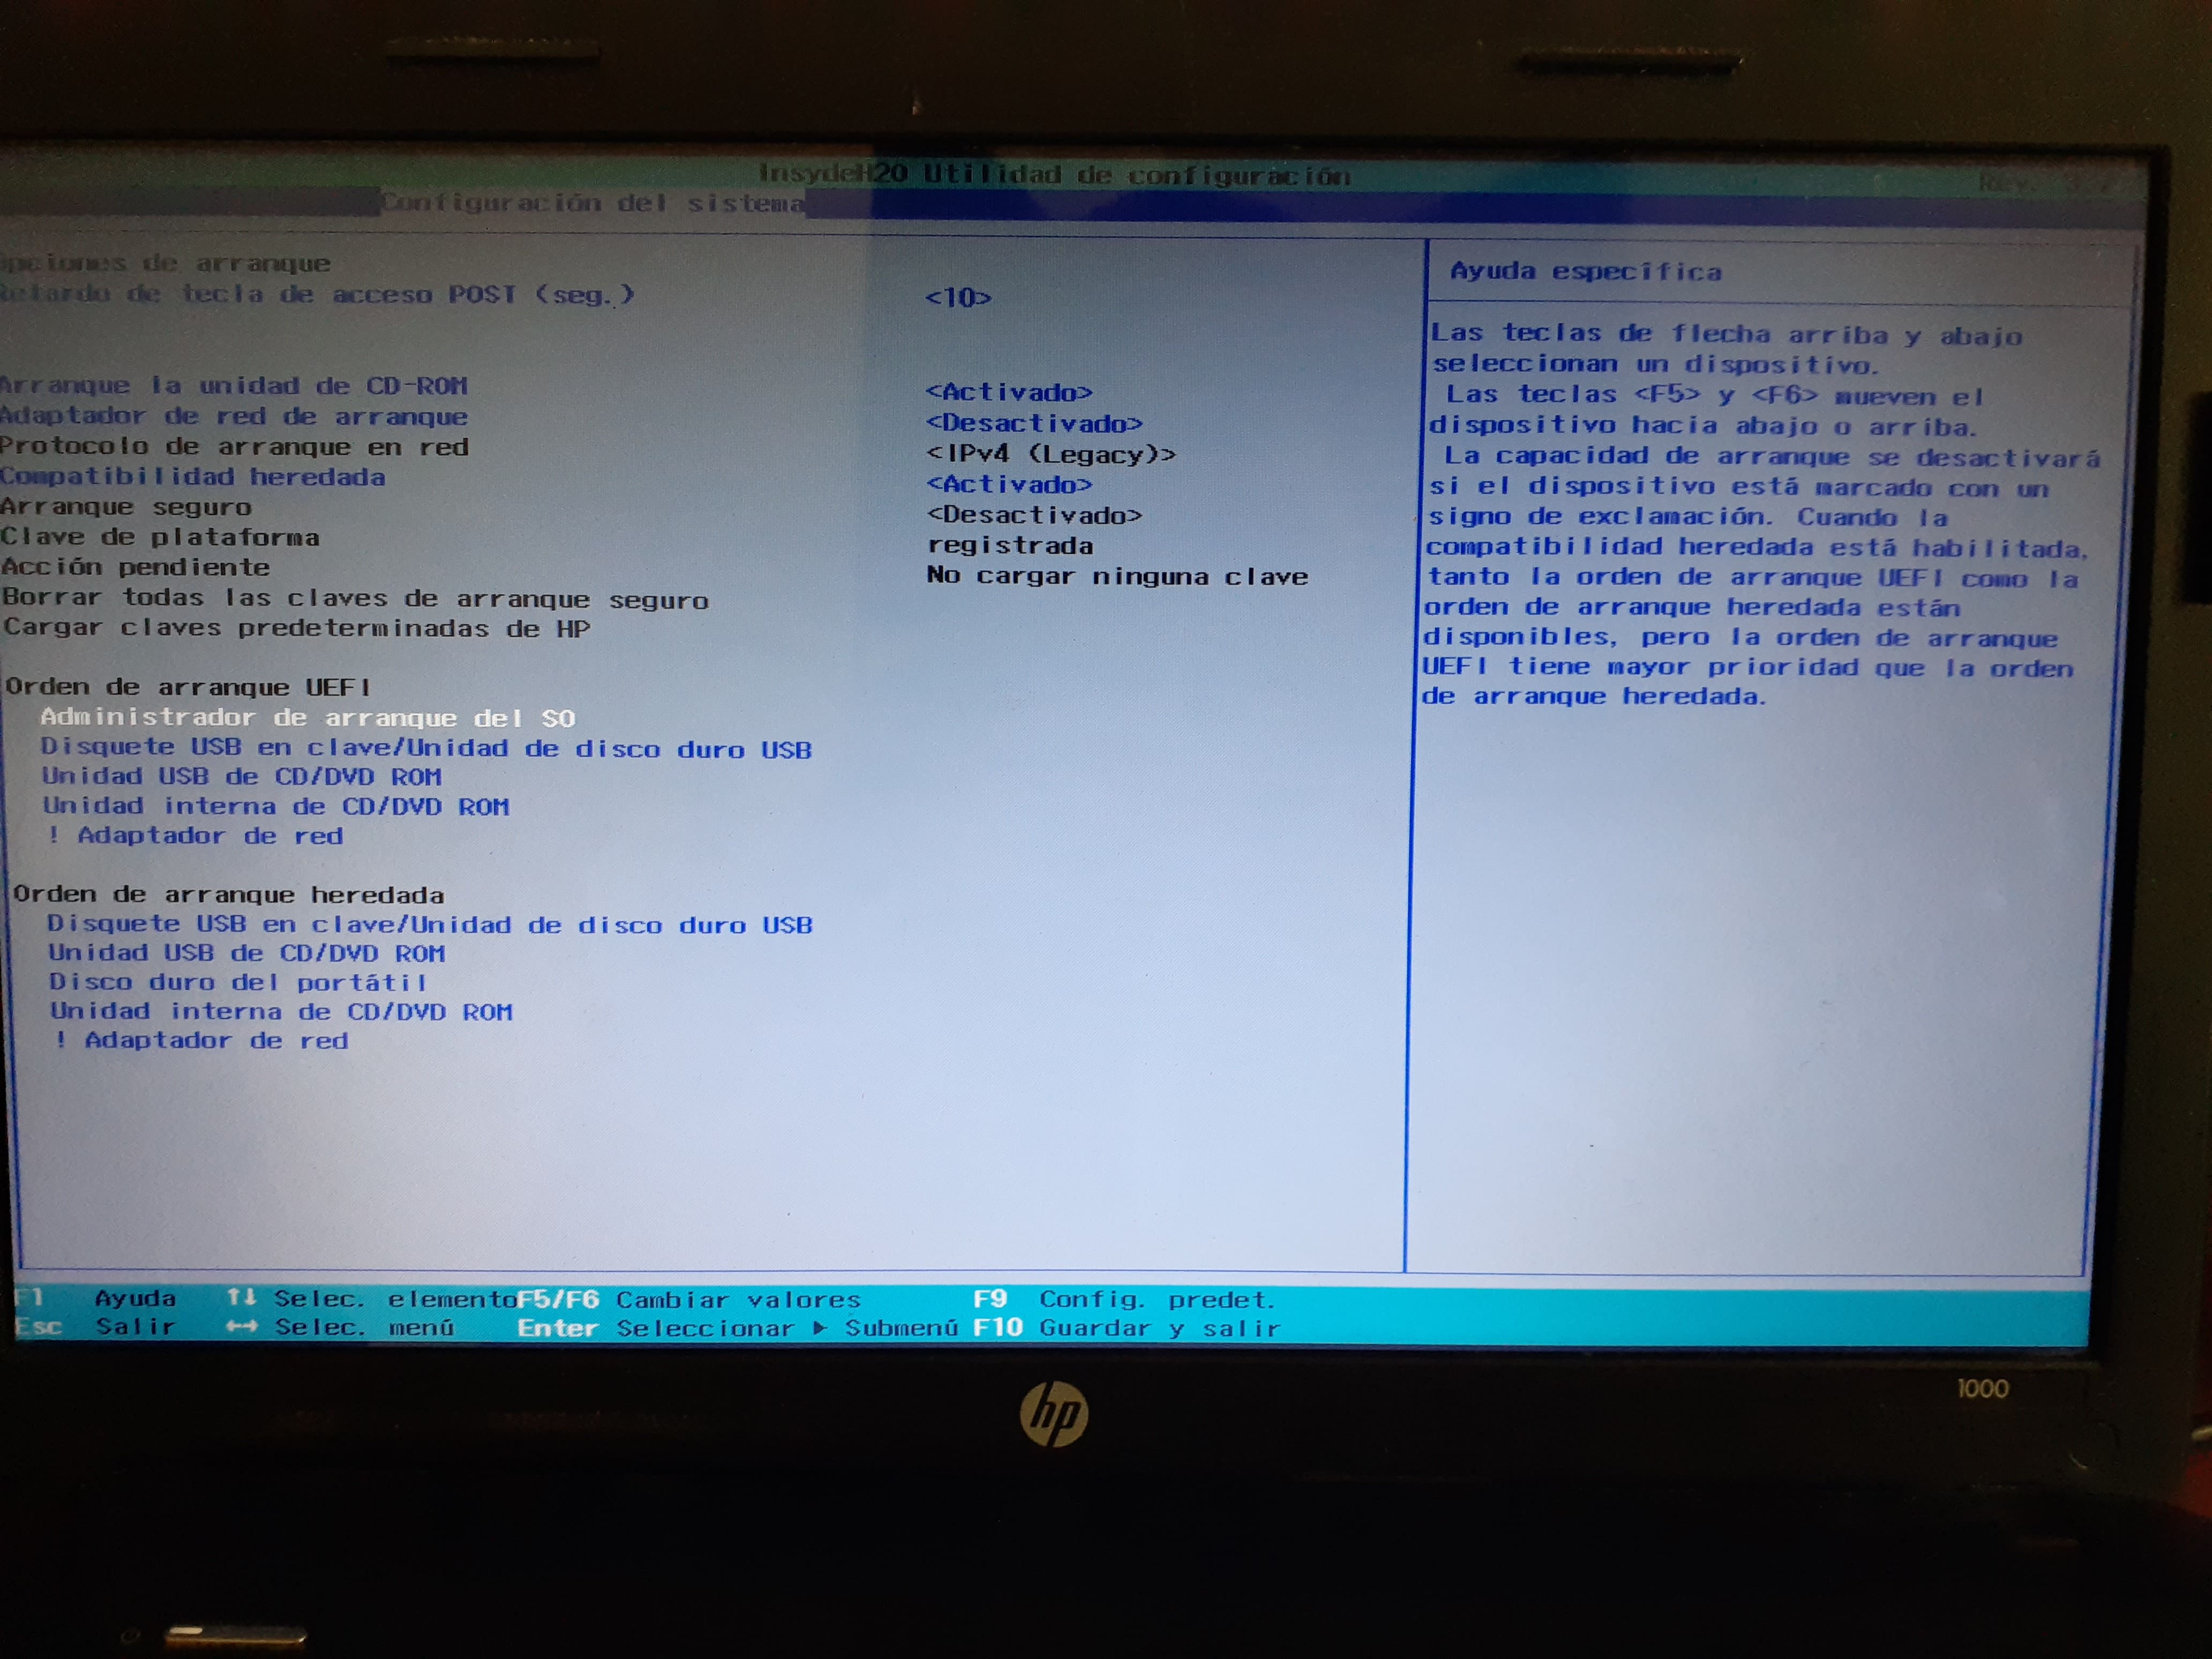 InsydeH20 Utilidad de configuración
Rev. 3.7
Configuración del sistema
Opciones de arranque
Retardo de tecla de acceso POST (seg.) <10>
Arranque la unidad de CD-ROM <Activado>
Adaptador de red de arranque <Desactivado>
Protocolo de arranque en red <IPv4 (Legacy)>
Compatibilidad heredada <Activado>
Arranque seguro <Desactivado>
Clave de plataforma registrada
Acción pendiente No cargar ninguna clave
Borrar todas las claves de arranque seguro
Cargar claves predeterminadas de HP
Orden de arranque UEFI
Administrador de arranque del SO
Disquete USB en clave/Unidad de disco duro USB
Unidad USB de CD/DVD ROM
Unidad interna de CD/DVD ROM
! Adaptador de red
Orden de arranque heredada
Disquete USB en clave/Unidad de disco duro USB
Unidad USB de CD/DVD ROM
Disco duro del portátil
Unidad interna de CD/DVD ROM
! Adaptador de red
Ayuda específica
Las teclas de flecha arriba y abajo
seleccionan un dispositivo.
Las teclas <F5> y <F6> mueven el
dispositivo hacia abajo o arriba.
La capacidad de arranque se desactivará
si el dispositivo está marcado con un
signo de exclamación. Cuando la
compatibilidad heredada está habilitada,
tanto la orden de arranque UEFI como la
orden de arranque heredada están
disponibles, pero la orden de arranque
UEFI tiene mayor prioridad que la orden
de arranque heredada.
F1 Ayuda ↑↓ Selec. elemento F5/F6 Cambiar valores F9 Config. predet.
Esc Salir ↔ Selec. menú Enter Seleccionar ▶ Submenú F10 Guardar y salir
hp
1000